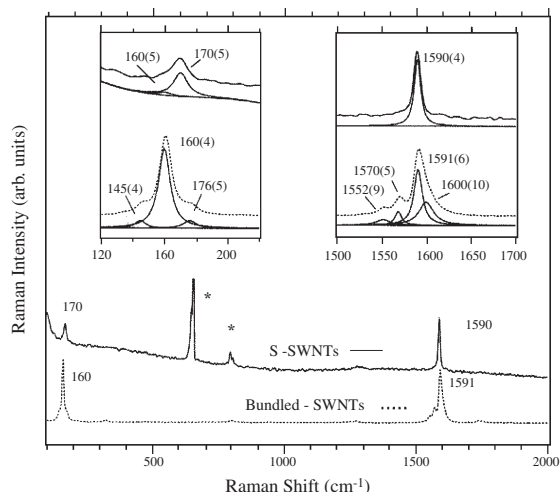 160(5)
170(5)
160(4)
145(4)
176(5)
120 160 200
1590(4)
1570(5)
1591(6)
1552(9)
1600(10)
1500 1550 1600 1650 1700
Raman Intensity (arb. units)
170
*
*
1590
S -SWNTs
160
1591
Bundled - SWNTs
500 1000 1500 2000
Raman Shift (cm-1)